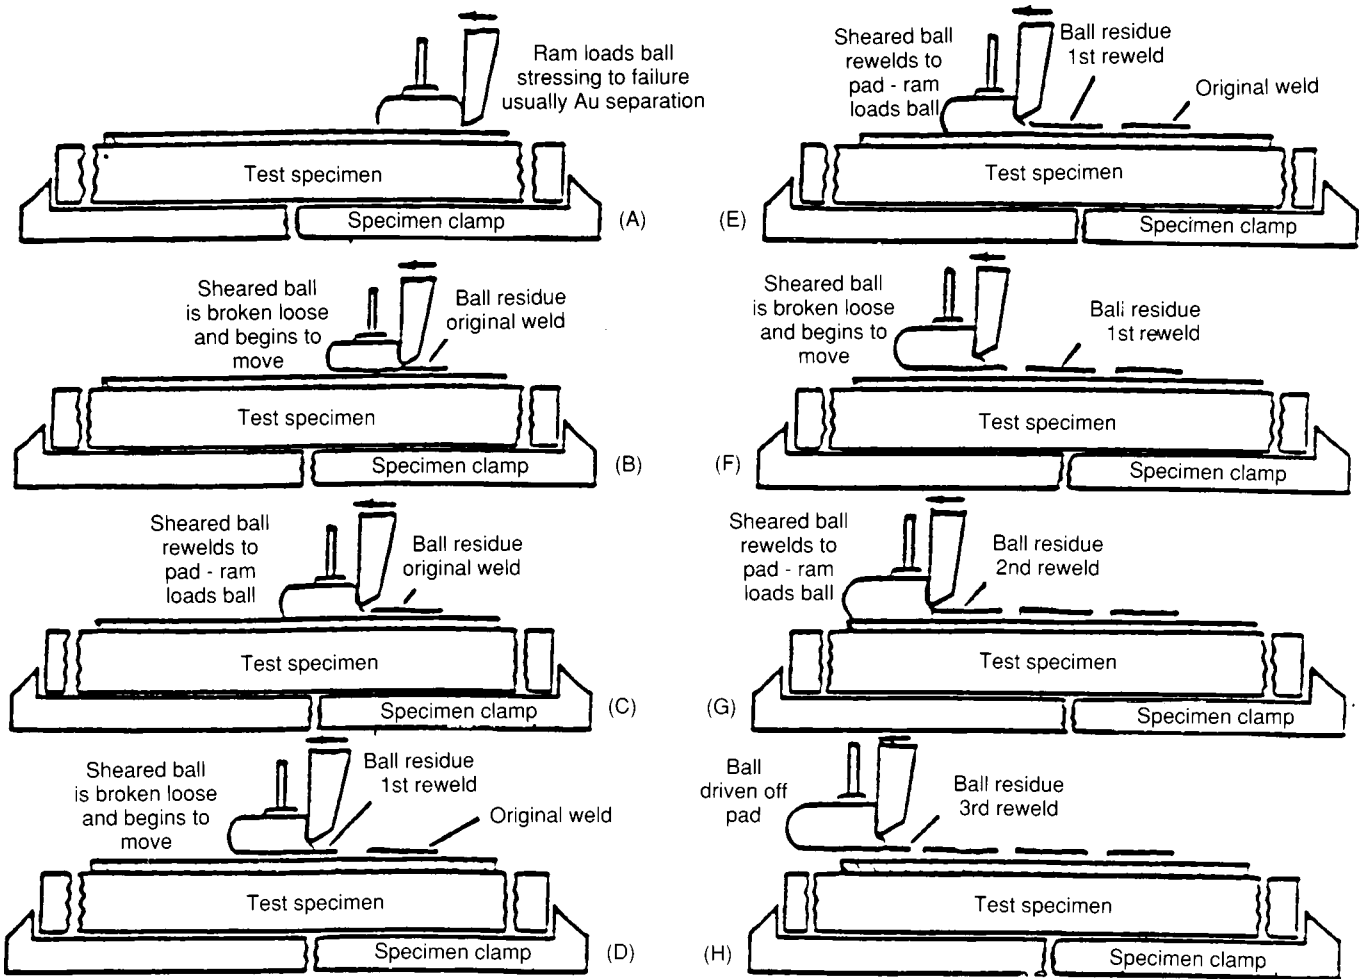 Ram loads ball
stressing to failure
usually Au separation
Test specimen
Specimen clamp
(A)
Sheared ball
is broken loose
and begins to
move
Ball residue
original weld
Test specimen
Specimen clamp
(B)
Sheared ball
rewelds to
pad - ram
loads ball
Ball residue
original weld
Test specimen
Specimen clamp
(C)
Sheared ball
is broken loose
and begins to
move
Ball residue
1st reweld
Original weld
Test specimen
Specimen clamp
(D)
Sheared ball
rewelds to
pad - ram
loads ball
Ball residue
1st reweld
Original weld
Test specimen
Specimen clamp
(E)
Sheared ball
is broken loose
and begins to
move
Ball residue
1st reweld
Test specimen
Specimen clamp
(F)
Sheared ball
rewelds to
pad - ram
loads ball
Ball residue
2nd reweld
Test specimen
Specimen clamp
(G)
Ball
driven off
pad
Ball residue
3rd reweld
Test specimen
Specimen clamp
(H)